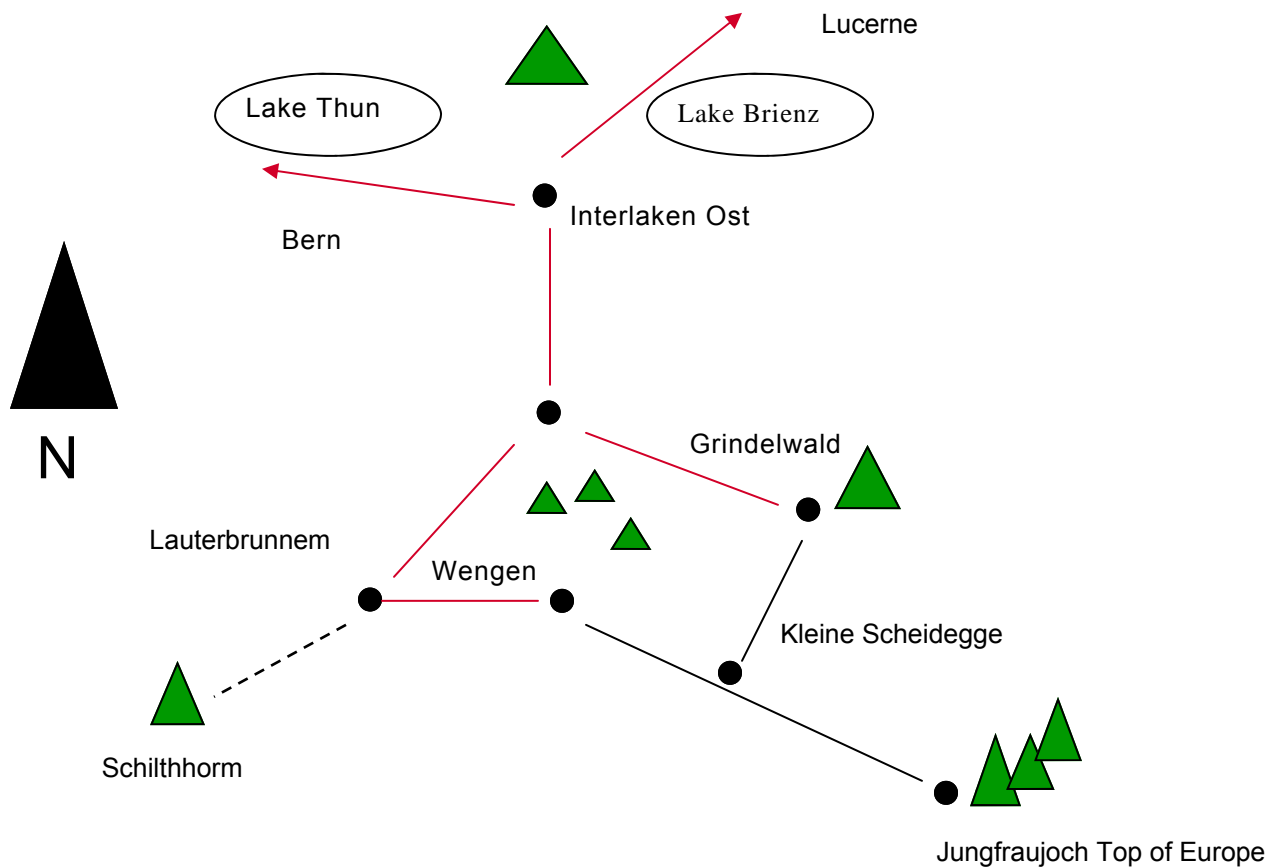 Lucerne
Lake Thun
Lake Brienz
Interlaken Ost
Bern
N
Grindelwald
Lauterbrunnem
Wengen
Kleine Scheidegge
Schilthhorm
Jungfraujoch Top of Europe